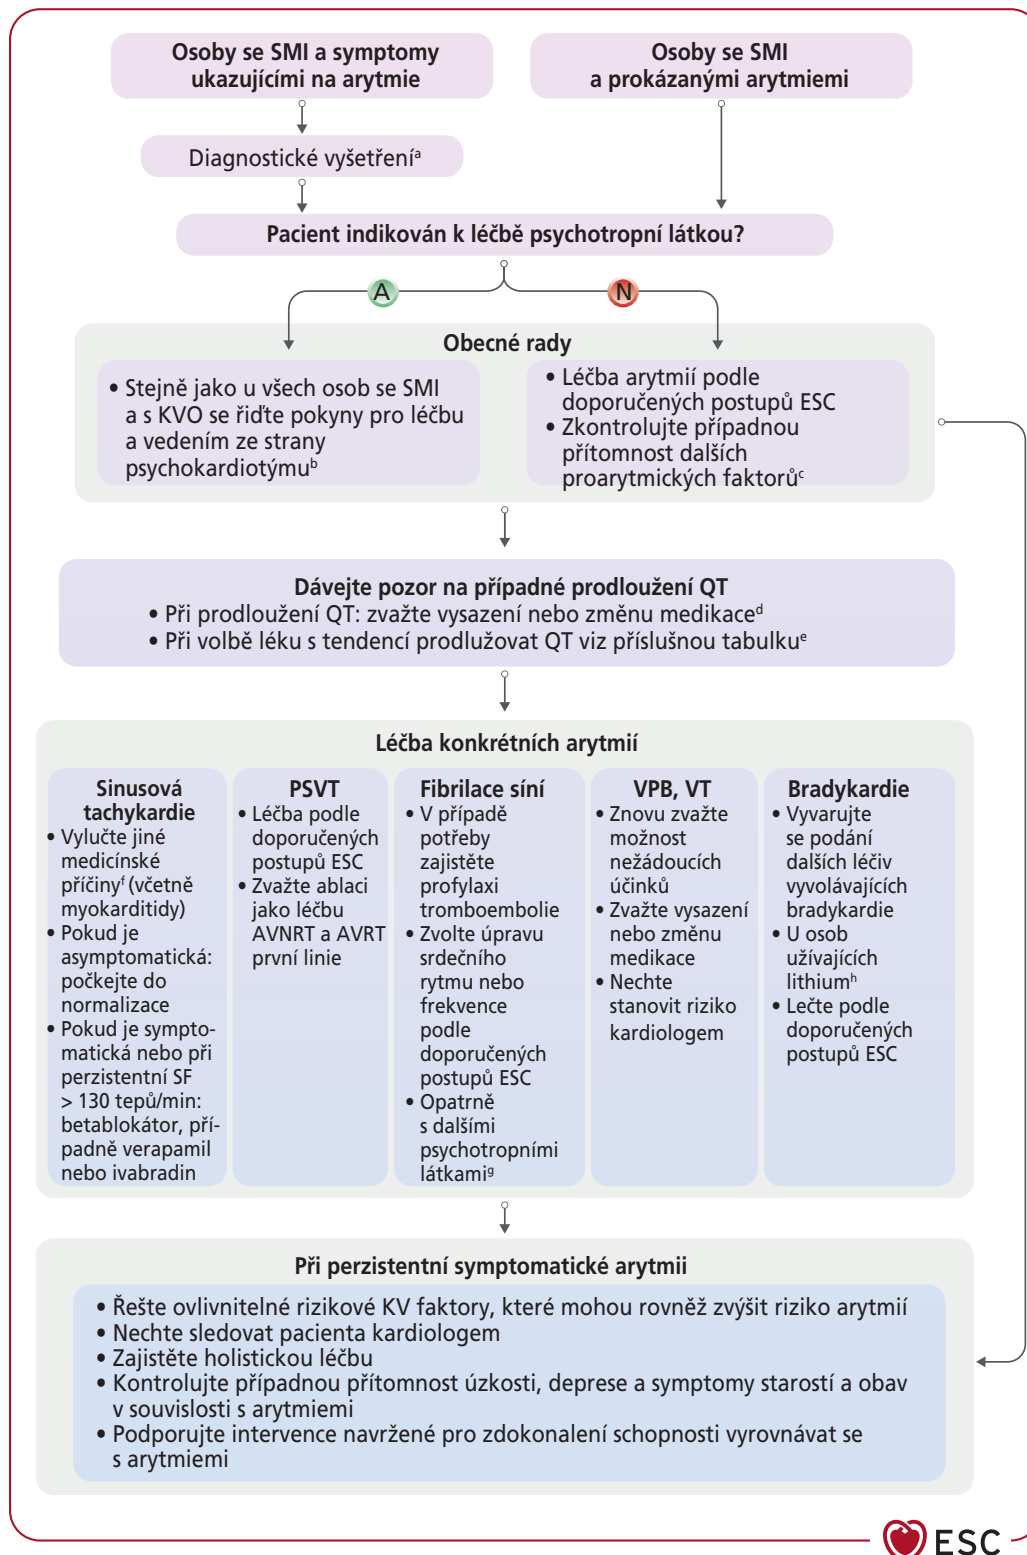 Osoby se SMI a symptomy
ukazujícími na arytmie
Osoby se SMI
a prokázanými arytmiemi
Diagnostické vyšetřeníᵃ
Pacient indikován k léčbě psychotropní látkou?
A
N
Obecné rady
• Stejně jako u všech osob se SMI
a s KVO se řiďte pokyny pro léčbu
a vedením ze strany
psychokardiotýmuᵇ
• Léčba arytmií podle
doporučených postupů ESC
• Zkontrolujte případnou
přítomnost dalších
proarytmických faktorůᶜ
Dávejte pozor na případné prodloužení QT
• Při prodloužení QT: zvažte vysazení nebo změnu medikaceᵈ
• Při volbě léku s tendencí prodlužovat QT viz příslušnou tabulkuᵉ
Léčba konkrétních arytmií
Sinusová
tachykardie
• Vylučte jiné
medicínské
příčinyᶠ (včetně
myokarditidy)
• Pokud je
asymptomatická:
počkejte do
normalizace
• Pokud je sympto-
matická nebo při
perzistentní SF
> 130 tepů/min:
betablokátor, pří-
padně verapamil
nebo ivabradin
PSVT
• Léčba podle
doporučených
postupů ESC
• Zvažte ablaci
jako léčbu
AVNRT a AVRT
první linie
Fibrilace síní
• V případě
potřeby
zajistěte
profylaxi
tromboembolie
• Zvolte úpravu
srdečního
rytmu nebo
frekvence
podle
doporučených
postupů ESC
• Opatrně
s dalšími
psychotropními
látkamiᵍ
VPB, VT
• Znovu zvažte
možnost
nežádoucích
účinků
• Zvažte vysazení
nebo změnu
medikace
• Nechte
stanovit riziko
kardiologem
Bradykardie
• Vyvarujte
se podání
dalších léčiv
vyvolávajících
bradykardie
• U osob
užívajících
lithiumʰ
• Lečte podle
doporučených
postupů ESC
Při perzistentní symptomatické arytmii
• Řešte ovlivnitelné rizikové KV faktory, které mohou rovněž zvýšit riziko arytmií
• Nechte sledovat pacienta kardiologem
• Zajistěte holistickou léčbu
• Kontrolujte případnou přítomnost úzkosti, deprese a symptomy starostí a obav
v souvislosti s arytmiemi
• Podporujte intervence navržené pro zdokonalení schopnosti vyrovnávat se
s arytmiemi
ESC